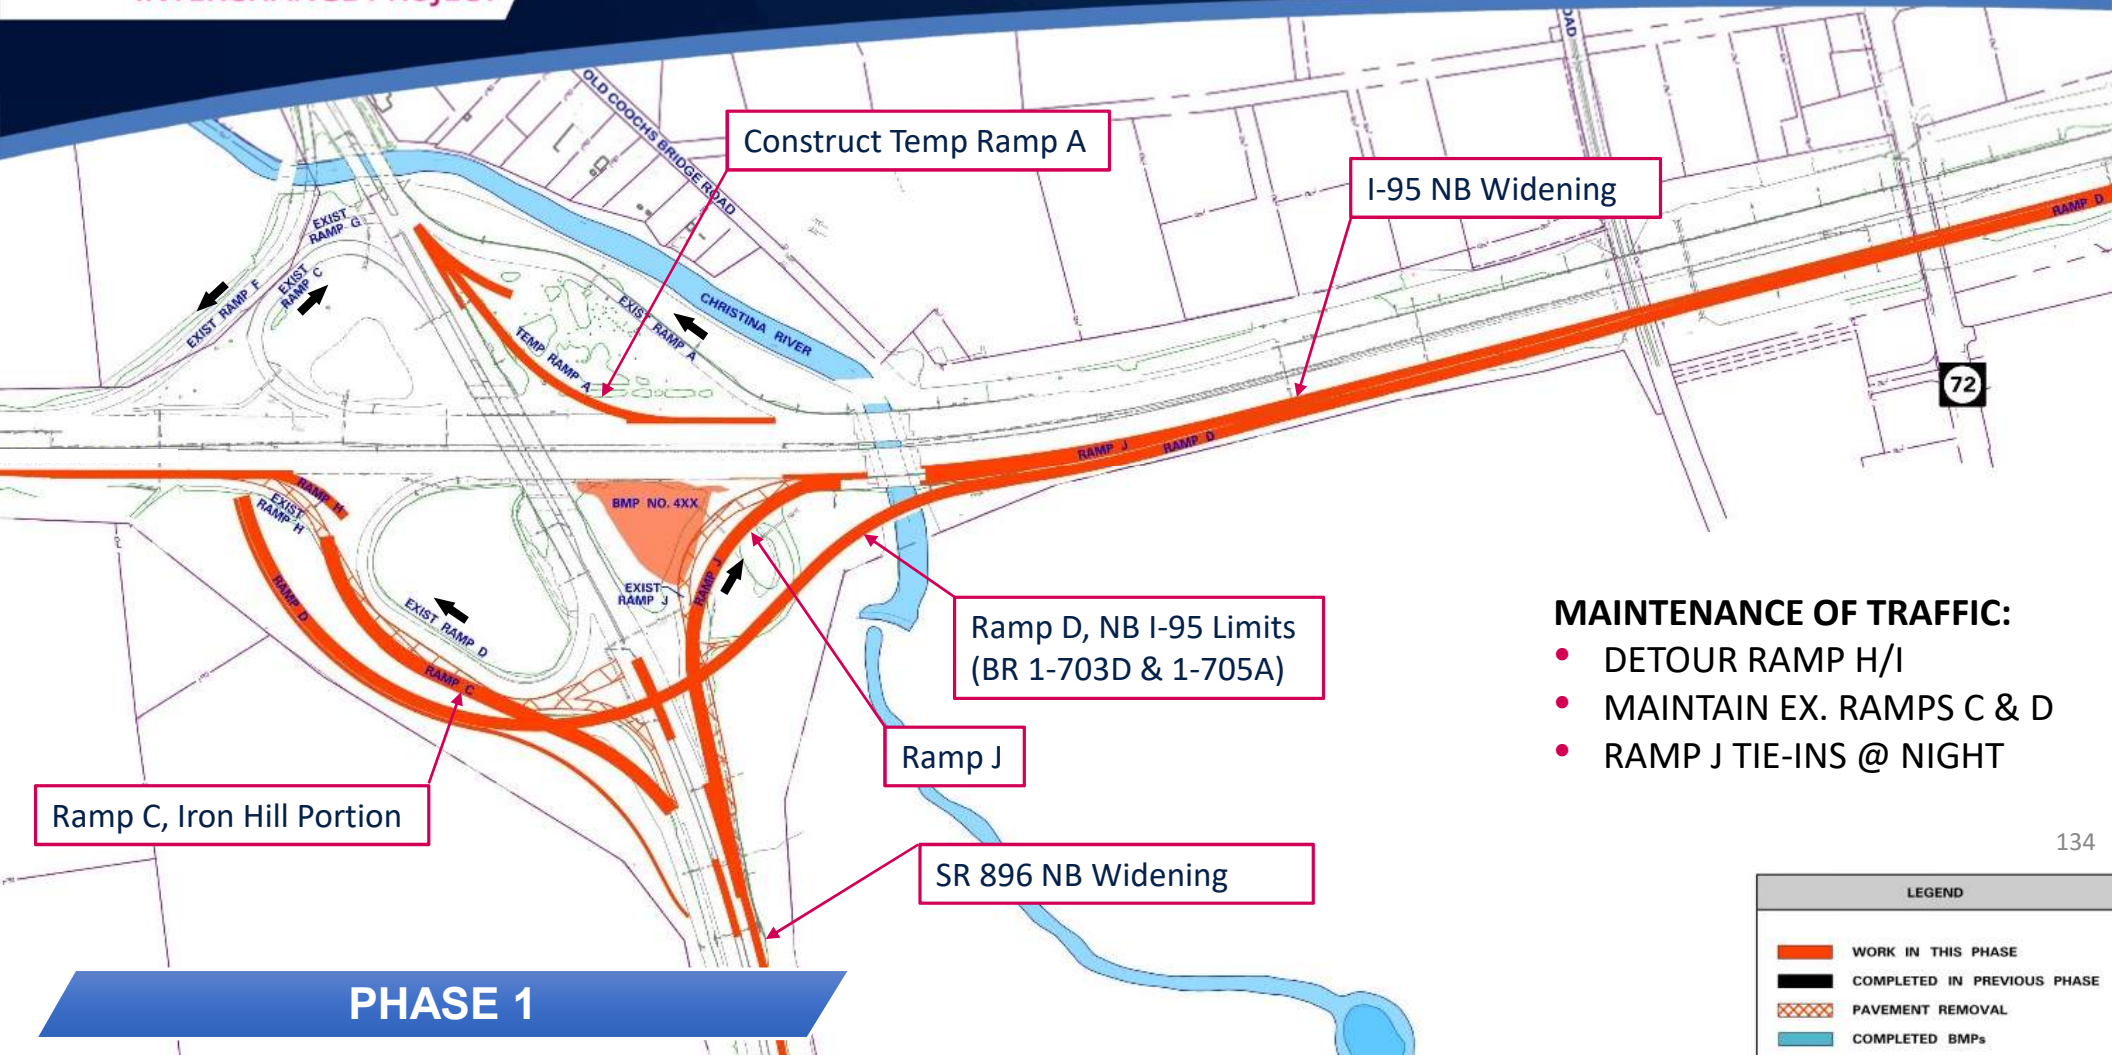 INTERCHANGE PROJECT
OLD COOCHS BRIDGE ROAD
Construct Temp Ramp A
I-95 NB Widening
RAMP D
EXIST
RAMP G
EXIST
RAMP C
EXIST RAMP F
EXIST RAMP A
CHRISTINA RIVER
TEMP RAMP A
72
RAMP J
RAMP D
RAMP H
EXIST
RAMP H
BMP NO. 4XX
EXIST
RAMP J
RAMP J
RAMP D
EXIST RAMP D
RAMP C
Ramp D, NB I-95 Limits
(BR 1-703D & 1-705A)
Ramp J
Ramp C, Iron Hill Portion
SR 896 NB Widening
MAINTENANCE OF TRAFFIC:
• DETOUR RAMP H/I
• MAINTAIN EX. RAMPS C & D
• RAMP J TIE-INS @ NIGHT
134
LEGEND
WORK IN THIS PHASE
COMPLETED IN PREVIOUS PHASE
PAVEMENT REMOVAL
COMPLETED BMPs
PHASE 1